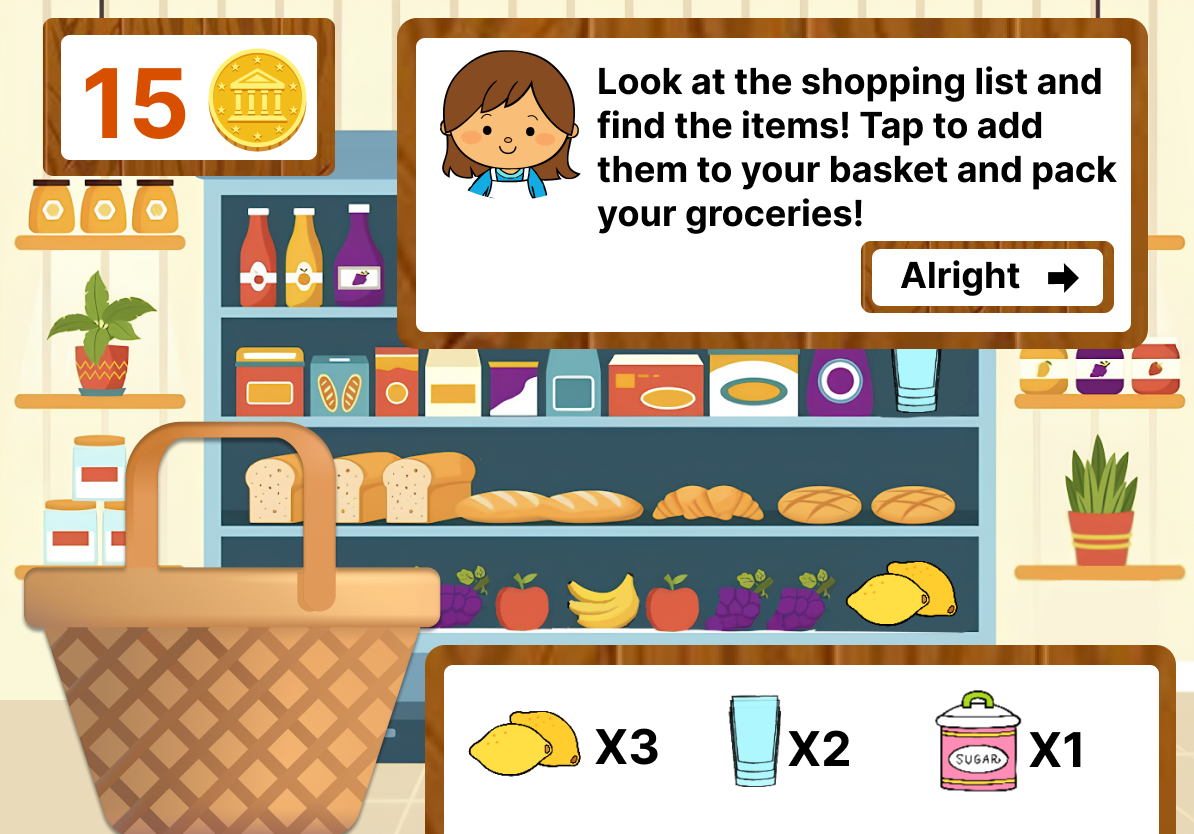 15
Look at the shopping list and
find the items! Tap to add
them to your basket and pack
your groceries!
Alright
X3
X2
SUGAR
X1